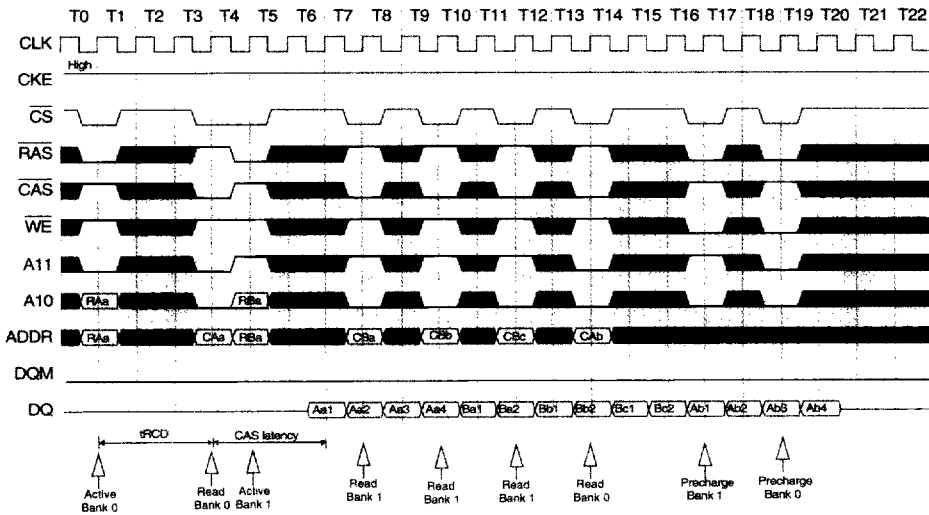 T0 T1 T2 T3 T4 T5 T6 T7 T8 T9 T10 T11 T12 T13 T14 T15 T16 T17 T18 T19 T20 T21 T22
CLK
High
CKE
CS
RAS
CAS
WE
A11
A10 RAa RBa
ADDR RAa CAa RBa CBa CBb CBc CAb
DQM
DQ Aa1 Aa2 Aa3 Aa4 Ba1 Ba2 Bb1 Bb2 Bc1 Bc2 Ab1 Ab2 Ab3 Ab4
tRCD CAS latency
Active Bank 0
Read Bank 0
Active Bank 1
Read Bank 1
Read Bank 1
Read Bank 1
Read Bank 0
Precharge Bank 1
Precharge Bank 0